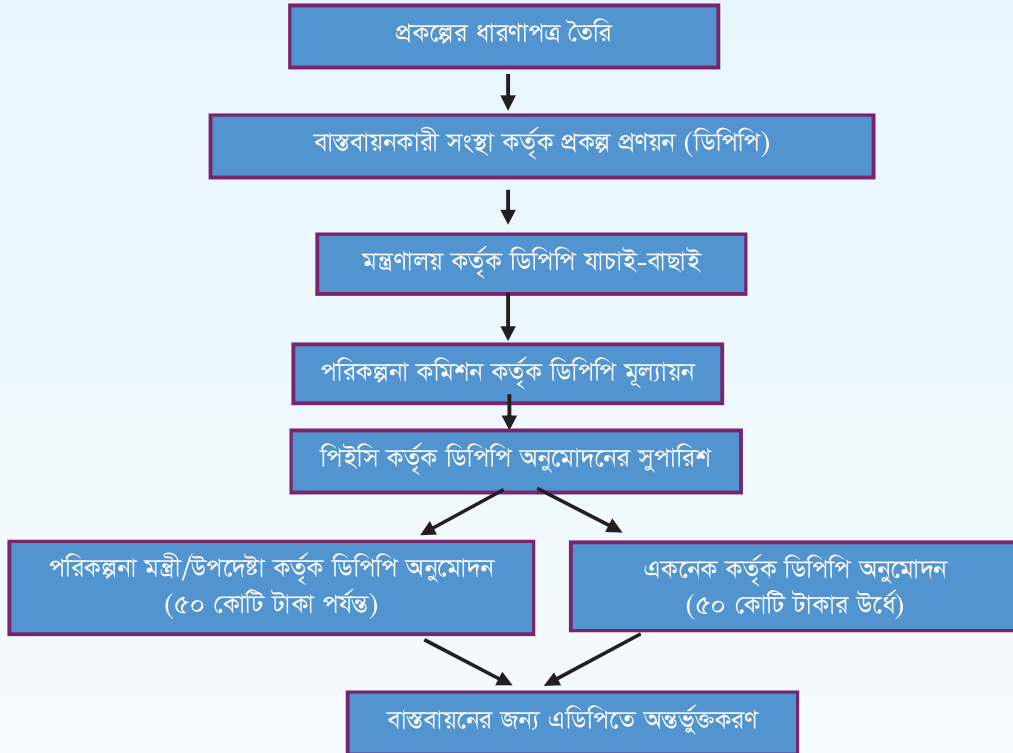 প্রকল্পের ধারণাপত্র তৈরি
বাস্তবায়নকারী সংস্থা কর্তৃক প্রকল্প প্রণয়ন (ডিপিপি)
মন্ত্রণালয় কর্তৃক ডিপিপি যাচাই-বাছাই
পরিকল্পনা কমিশন কর্তৃক ডিপিপি মূল্যায়ন
পিইসি কর্তৃক ডিপিপি অনুমোদনের সুপারিশ
পরিকল্পনা মন্ত্রী/উপদেষ্টা কর্তৃক ডিপিপি অনুমোদন
(৫০ কোটি টাকা পর্যন্ত)
একনেক কর্তৃক ডিপিপি অনুমোদন
(৫০ কোটি টাকার উর্ধে)
বাস্তবায়নের জন্য এডিপিতে অন্তর্ভুক্তকরণ